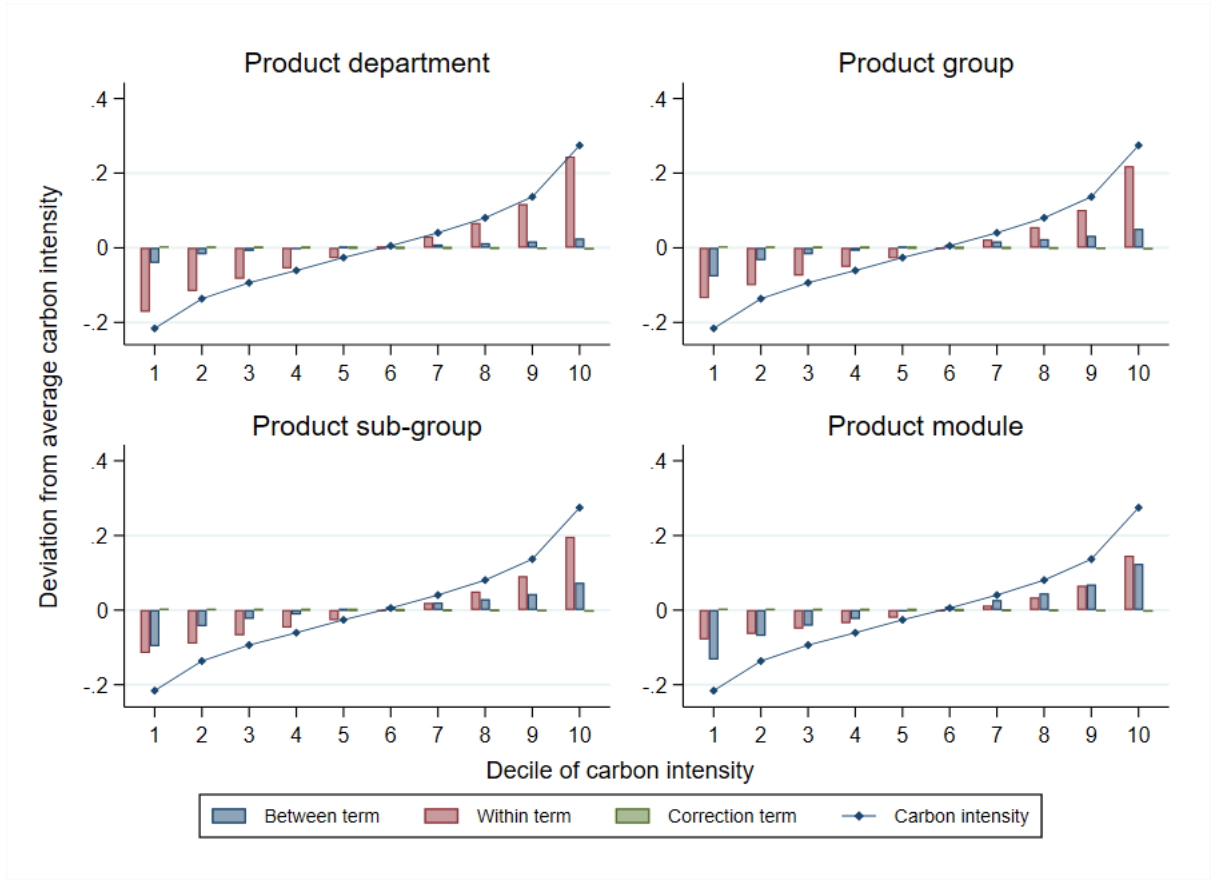 Product department
Product group
.4
.2
0
-.2
1 2 3 4 5 6 7 8 9 10
.4
.2
0
-.2
1 2 3 4 5 6 7 8 9 10
Deviation from average carbon intensity
Product sub-group
Product module
.4
.2
0
-.2
1 2 3 4 5 6 7 8 9 10
.4
.2
0
-.2
1 2 3 4 5 6 7 8 9 10
Decile of carbon intensity
Between term Within term Correction term Carbon intensity